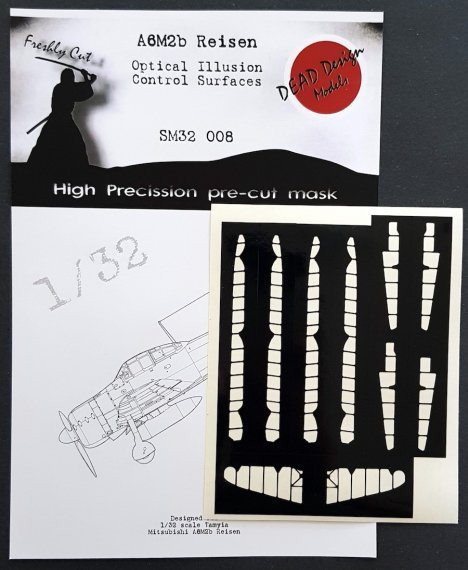 Freshly Cut
A6M2b Reisen
Optical Illusion
Control Surfaces
SM32 008
DEAD Design
Models
High Precission pre-cut mask
1/32
Designed
1/32 scale Tamyia
Mitsubishi A6M2b Reisen